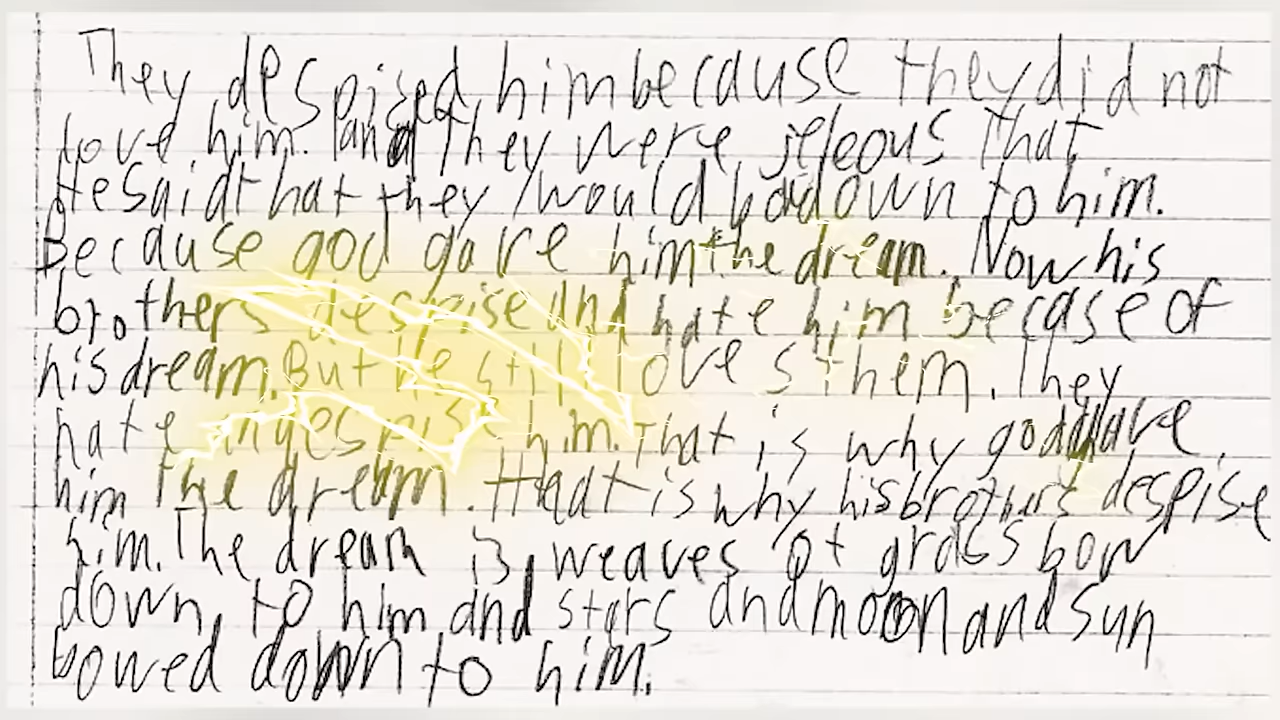 They despised him because they did not
love him. and They were jeleous That
He said that they would bow down to him.
Because god gave him the dream. Now his
brothers despise and hate him becase of
his dream. But he still loves them. They
hate despise him. That is why god gave
him The dream. That is why his brothers despise
him. The dream is weaves of grass bow
down to him and stars and moon and sun
bowed down to him.